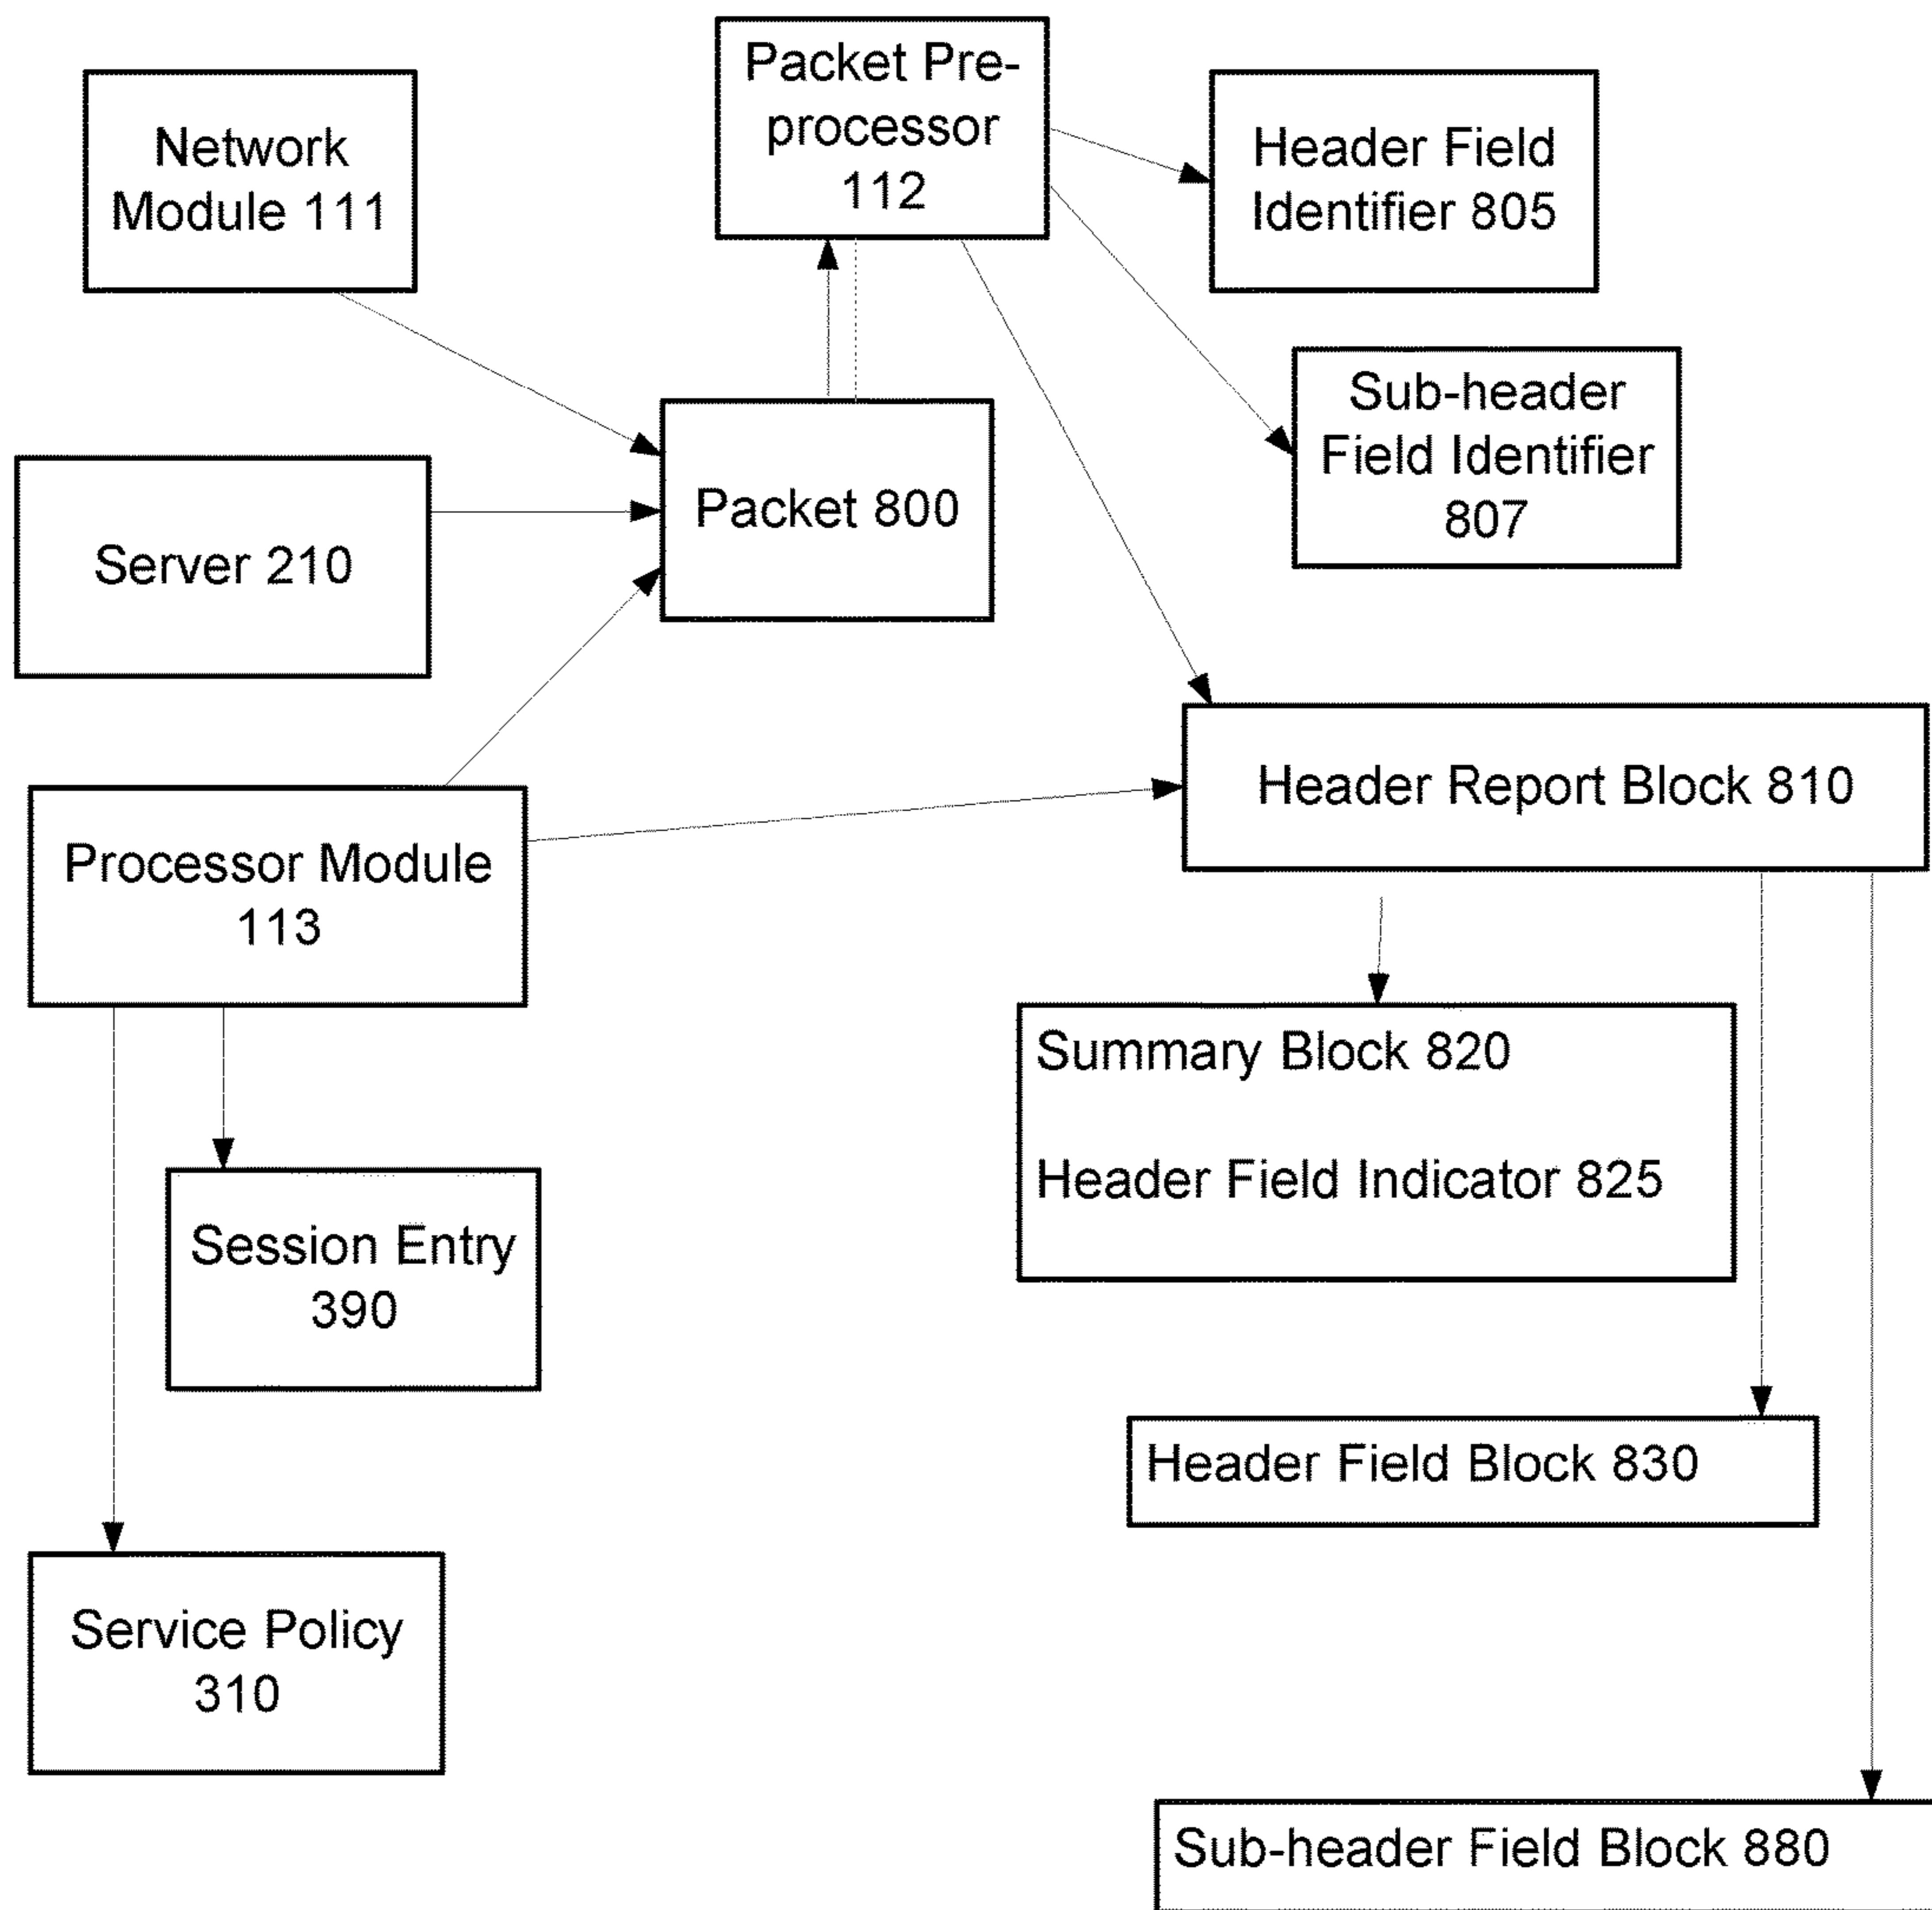 Packet Pre-
processor
112
Network
Module 111
Header Field
Identifier 805
Sub-header
Field Identifier
807
Packet 800
Server 210
Header Report Block 810
Processor Module
113
Summary Block 820
Header Field Indicator 825
Session Entry
390
Header Field Block 830
Service Policy
310
Sub-header Field Block 880